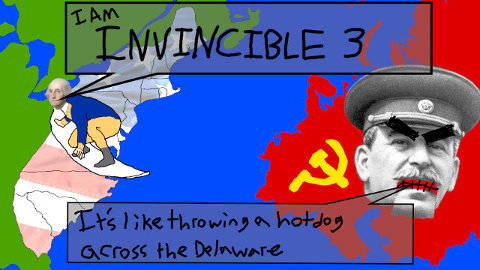 I AM
INVINCIBLE 3
It's like throwing a hotdog
across the Delaware